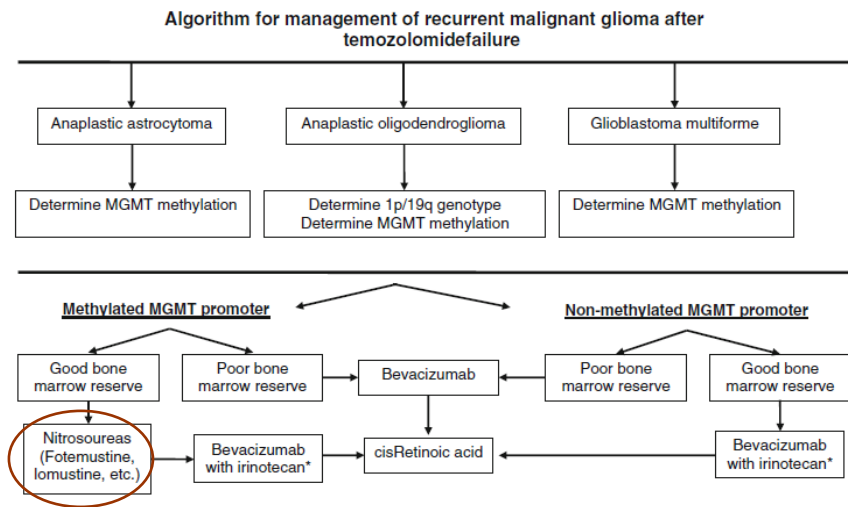 Algorithm for management of recurrent malignant glioma after
temozolomidefailure
Anaplastic astrocytoma
Anaplastic oligodendroglioma
Glioblastoma multiforme
Determine MGMT methylation
Determine 1p/19q genotype
Determine MGMT methylation
Determine MGMT methylation
Methylated MGMT promoter
Non-methylated MGMT promoter
Good bone
marrow reserve
Poor bone
marrow reserve
Bevacizumab
Poor bone
marrow reserve
Good bone
marrow reserve
Nitrosoureas
(Fotemustine,
lomustine, etc.)
Bevacizumab
with irinotecan*
cisRetinoic acid
Bevacizumab
with irinotecan*